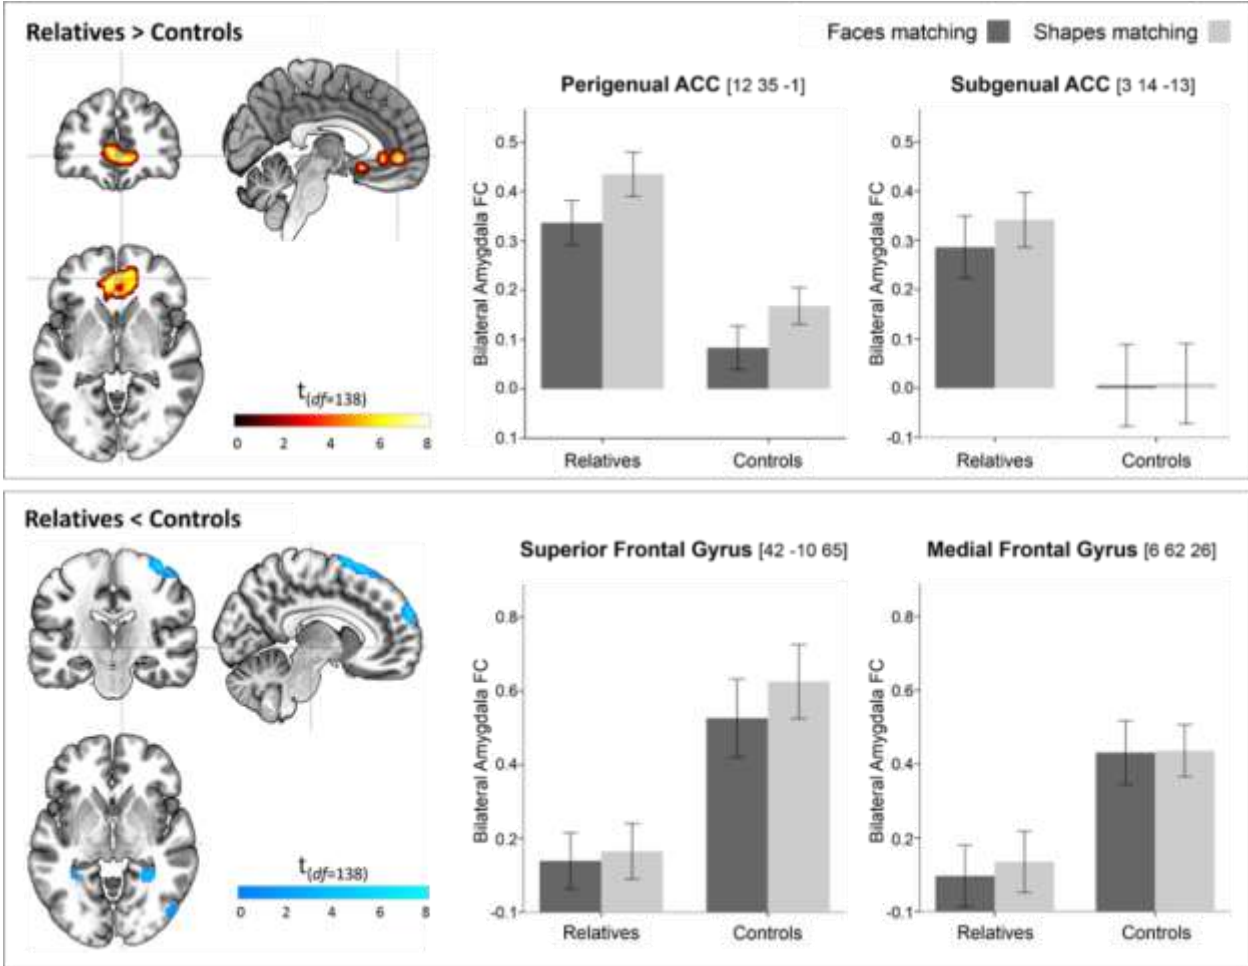 Relatives > Controls
Faces matching
Shapes matching
t(df=138)
0 2 4 6 8
Perigenual ACC [12 35 -1]
Bilateral Amygdala FC
0.5
0.4
0.3
0.2
0.1
0.0
0.1
Relatives
Controls
Subgenual ACC [3 14 -13]
Bilateral Amygdala FC
0.5
0.4
0.3
0.2
0.1
0.0
-0.1
Relatives
Controls
Relatives < Controls
t(df=138)
0 2 4 6 8
Superior Frontal Gyrus [42 -10 65]
Bilateral Amygdala FC
0.8
0.6
0.4
0.2
-0.1
Relatives
Controls
Medial Frontal Gyrus [6 62 26]
Bilateral Amygdala FC
0.8
0.6
0.4
0.2
-0.1
Relatives
Controls